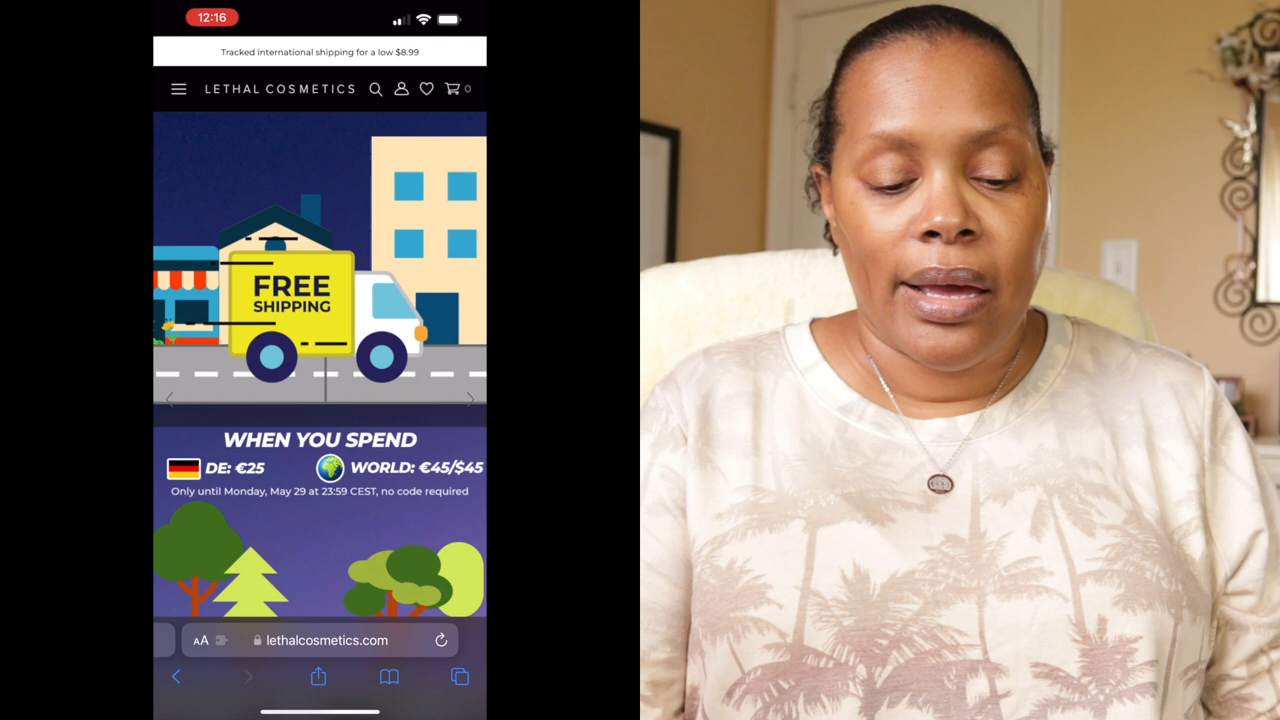 12:16
Tracked international shipping for a low $8.99
LETHAL COSMETICS 0
FREE
SHIPPING
WHEN YOU SPEND
DE: €25 WORLD: €45/$45
Only until Monday, May 29 at 23:59 CEST, no code required
AA lethalcosmetics.com